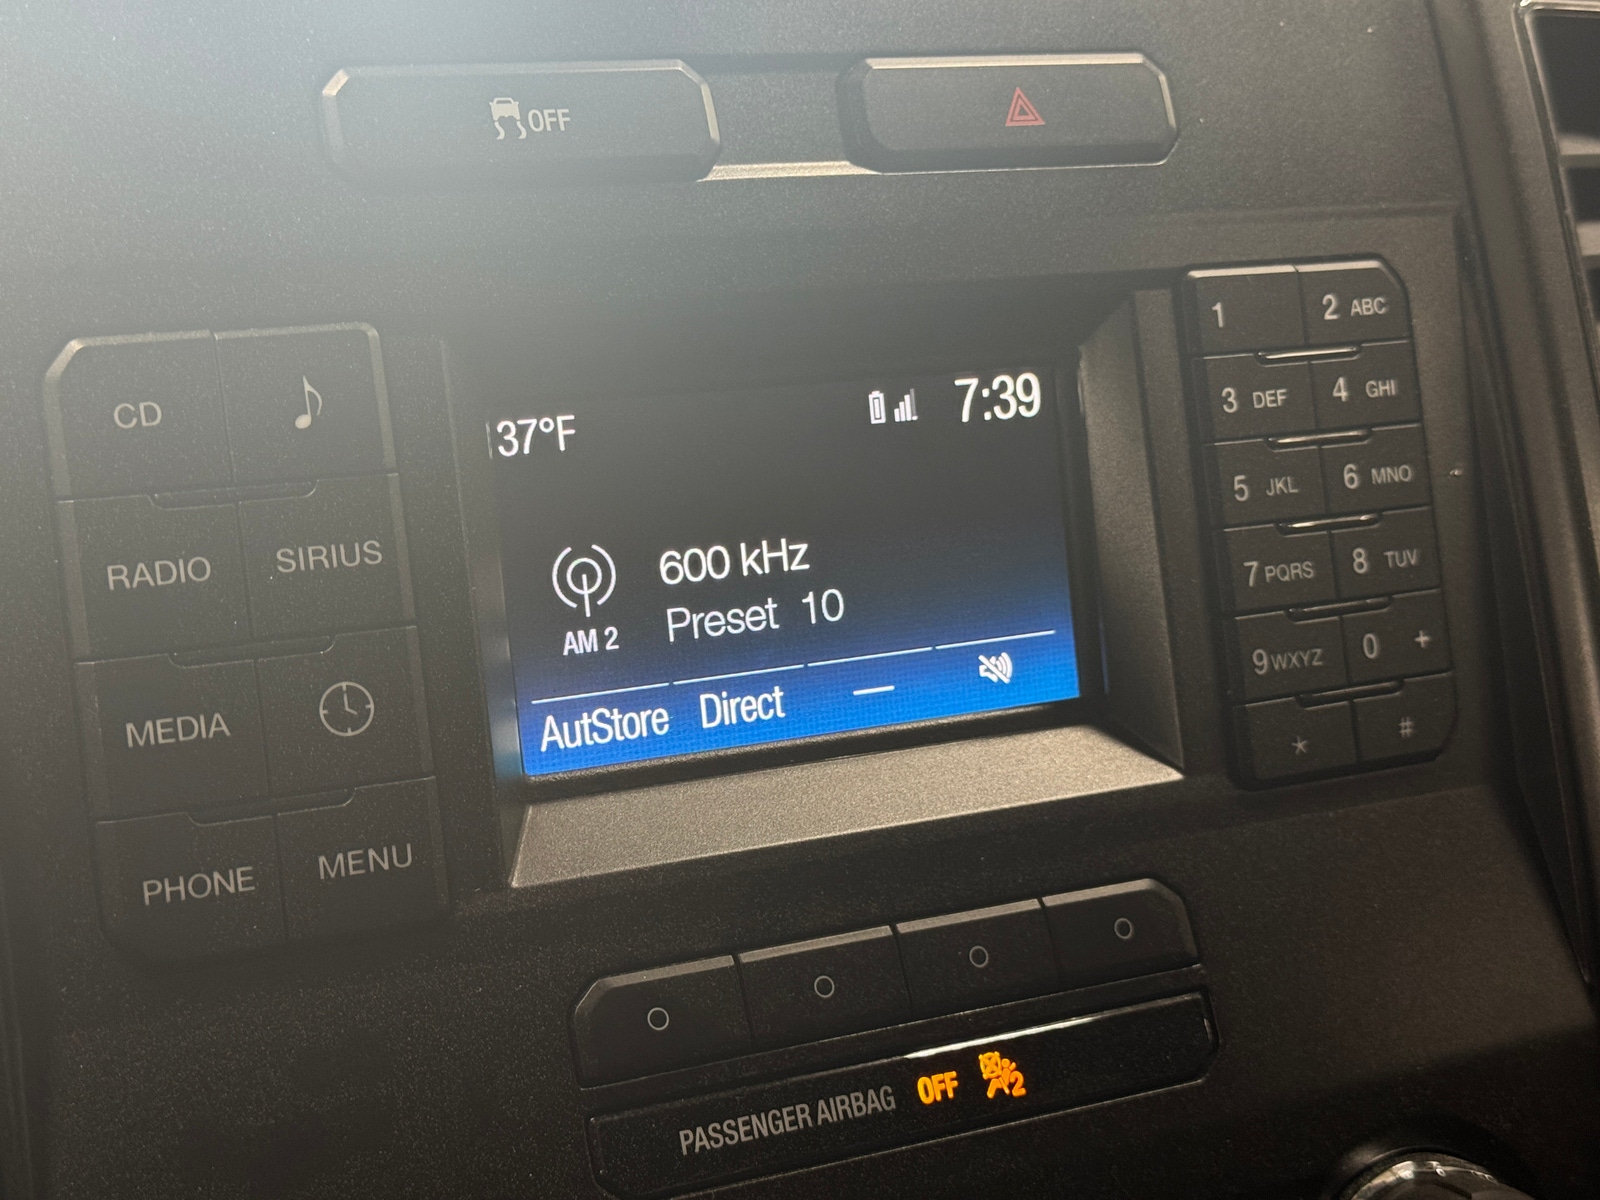 OFF
CD
RADIO SIRIUS
MEDIA
PHONE MENU
37°F 7:39
600 kHz
AM 2 Preset 10
AutStore Direct —
1 2 ABC
3 DEF 4 GHI
5 JKL 6 MNO
7 PQRS 8 TUV
9 WXYZ 0 +
* #
PASSENGER AIRBAG OFF 2